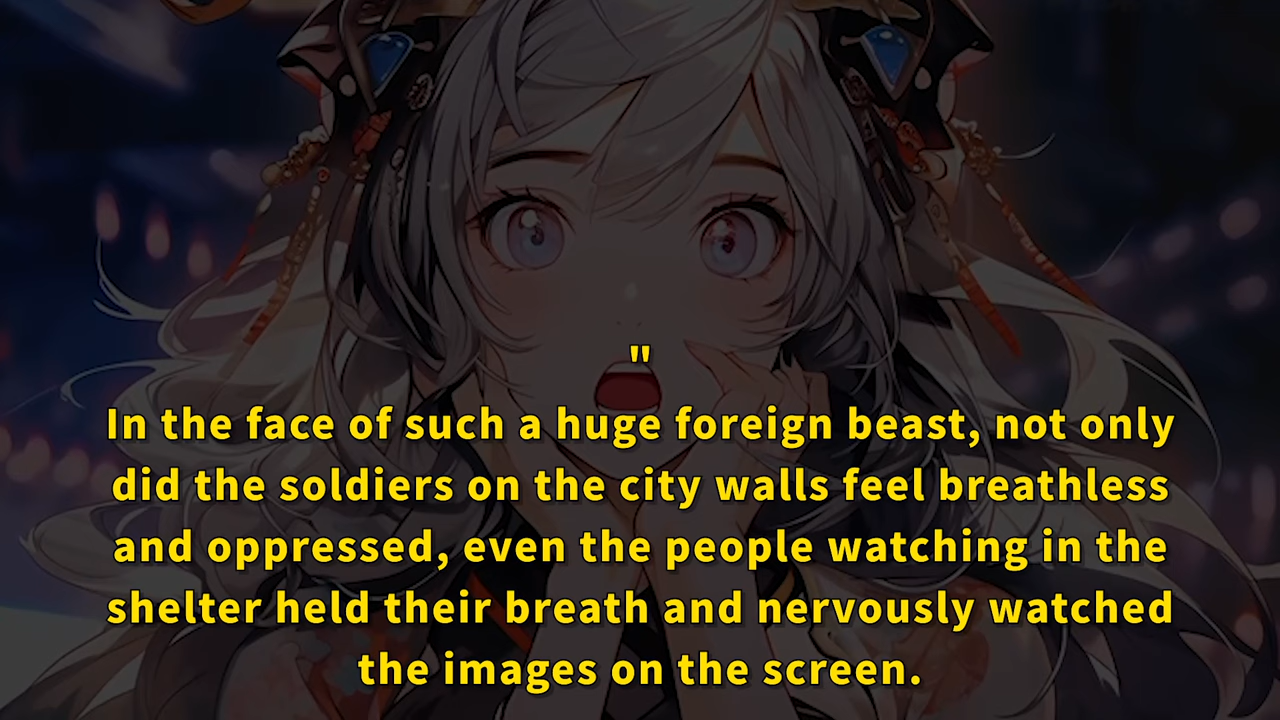 "
In the face of such a huge foreign beast, not only
did the soldiers on the city walls feel breathless
and oppressed, even the people watching in the
shelter held their breath and nervously watched
the images on the screen.